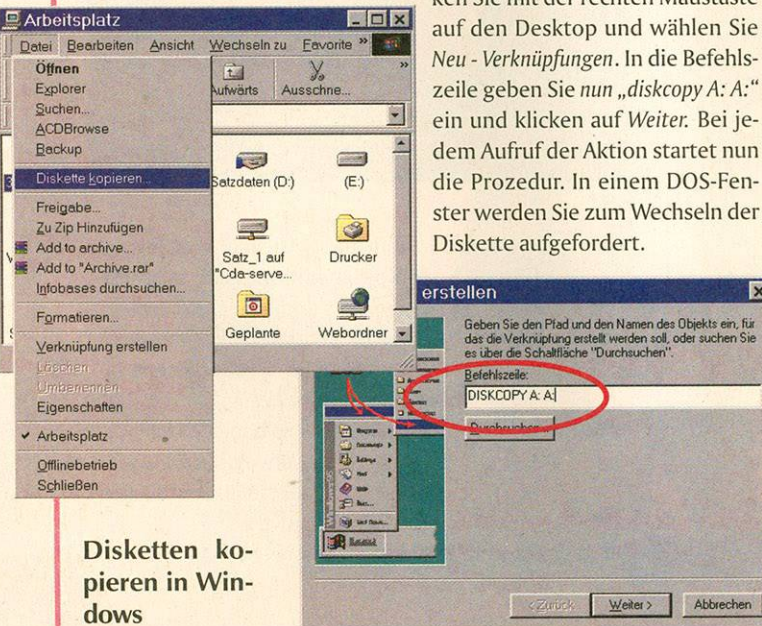 Arbeitsplatz
Datei Bearbeiten Ansicht Wechseln zu Favorite »
Öffnen
Explorer
Suchen...
ACDBrowse
Backup
Diskette kopieren...
Freigabe...
Zu Zip Hinzufügen
Add to archive...
Add to "Archive.rar"
Infobases durchsuchen...
Formatieren...
Verknüpfung erstellen
Löschen
Umbenennen
Eigenschaften
Arbeitsplatz
Offlinebetrieb
Schließen
Aufwärts Ausschne... »
Satzdaten (D:) (E:)
Satz_1 auf Drucker
"Cda-serve...
Geplante Webordner
ken Sie mit der rechten Maustaste
auf den Desktop und wählen Sie
Neu - Verknüpfungen. In die Befehls-
zeile geben Sie nun „diskcopy A: A:“
ein und klicken auf Weiter. Bei je-
dem Aufruf der Aktion startet nun
die Prozedur. In einem DOS-Fen-
ster werden Sie zum Wechseln der
Diskette aufgefordert.
erstellen
Geben Sie den Pfad und den Namen des Objekts ein, für
das die Verknüpfung erstellt werden soll, oder suchen Sie
es über die Schaltfläche "Durchsuchen".
Befehlszeile:
DISKCOPY A: A:
Durchsuchen...
< Zurück Weiter > Abbrechen
Disketten ko-
pieren in Win-
dows